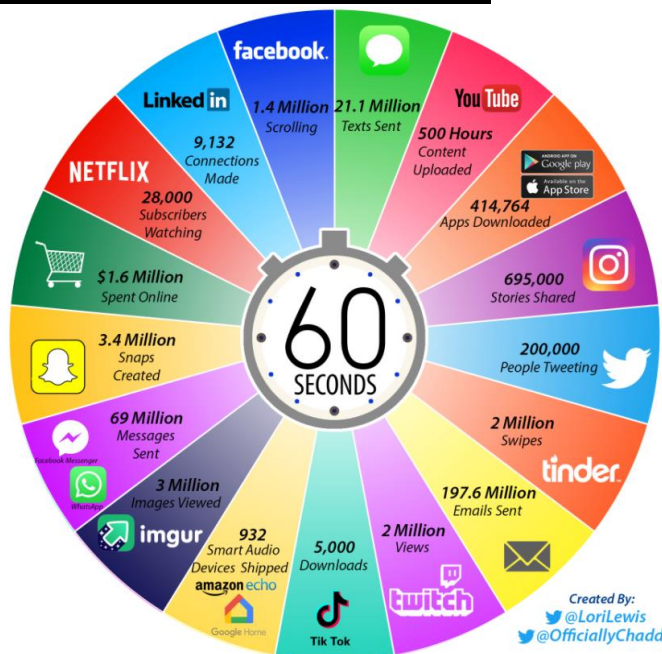 facebook.
1.4 Million
Scrolling
21.1 Million
Texts Sent
YouTube
500 Hours
Content
Uploaded
ANDROID APP ON
Google play
Available on the
App Store
414,764
Apps Downloaded
695,000
Stories Shared
200,000
People Tweeting
2 Million
Swipes
tinder
197.6 Million
Emails Sent
2 Million
Views
twitch
5,000
Downloads
Tik Tok
932
Smart Audio
Devices Shipped
amazon echo
Google Home
3 Million
Images Viewed
imgur
69 Million
Messages
Sent
Facebook Messenger
WhatsApp
3.4 Million
Snaps
Created
$1.6 Million
Spent Online
NETFLIX
28,000
Subscribers
Watching
Linked in
9,132
Connections
Made
60
SECONDS
Created By:
@LoriLewis
@OfficiallyChadd